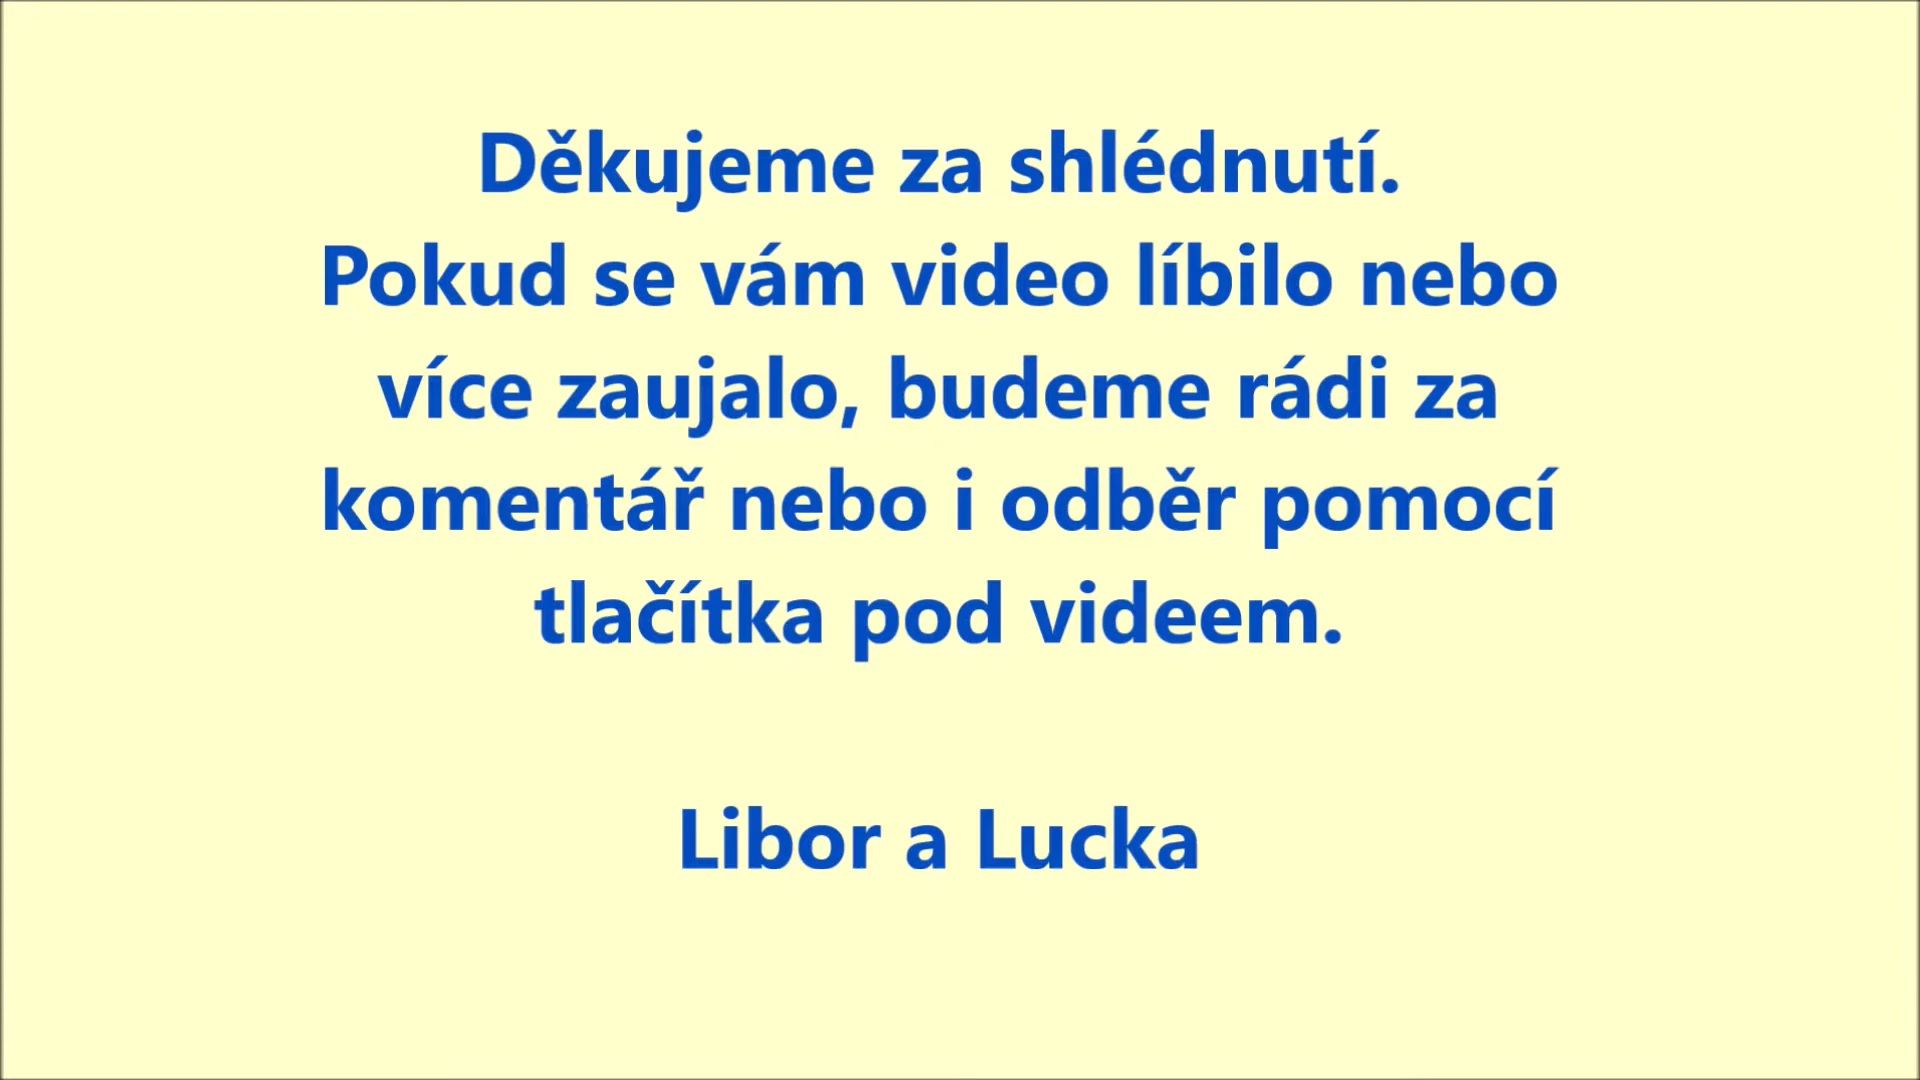 Děkujeme za shlédnutí.
Pokud se vám video líbilo nebo
více zaujalo, budeme rádi za
komentář nebo i odběr pomocí
tlačítka pod videem.
Libor a Lucka